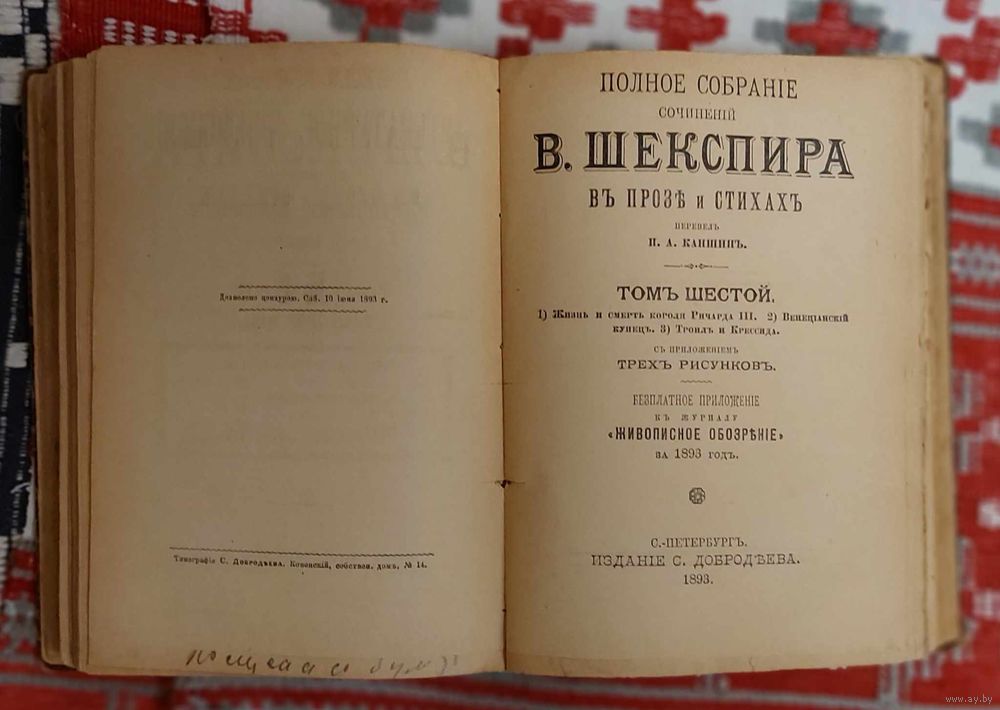 Дозволено цензурою. Спб. 10 іюня 1893 г.
Типографія С. Добродѣева. Ковенскій, собствен. домъ, № 14.
ПОЛНОЕ СОБРАНІЕ
СОЧИНЕНІЙ
В. ШЕКСПИРА
ВЪ ПРОЗѢ и СТИХАХЪ
ПЕРЕВЕЛЪ
П. А. КАНШИНЪ.
ТОМЪ ШЕСТОЙ.
1) Жизнь и смерть короля Ричарда III. 2) Венеціанскій
купецъ. 3) Троилъ и Крессида.
СЪ ПРИЛОЖЕНІЕМЪ
ТРЕХЪ РИСУНКОВЪ.
БЕЗПЛАТНОЕ ПРИЛОЖЕНІЕ
КЪ ЖУРНАЛУ
«ЖИВОПИСНОЕ ОБОЗРѢНІЕ»
ЗА 1893 ГОДЪ.
С.-ПЕТЕРБУРГЪ.
ИЗДАНІЕ С. ДОБРОДѢЕВА.
1893.
www.ay.by